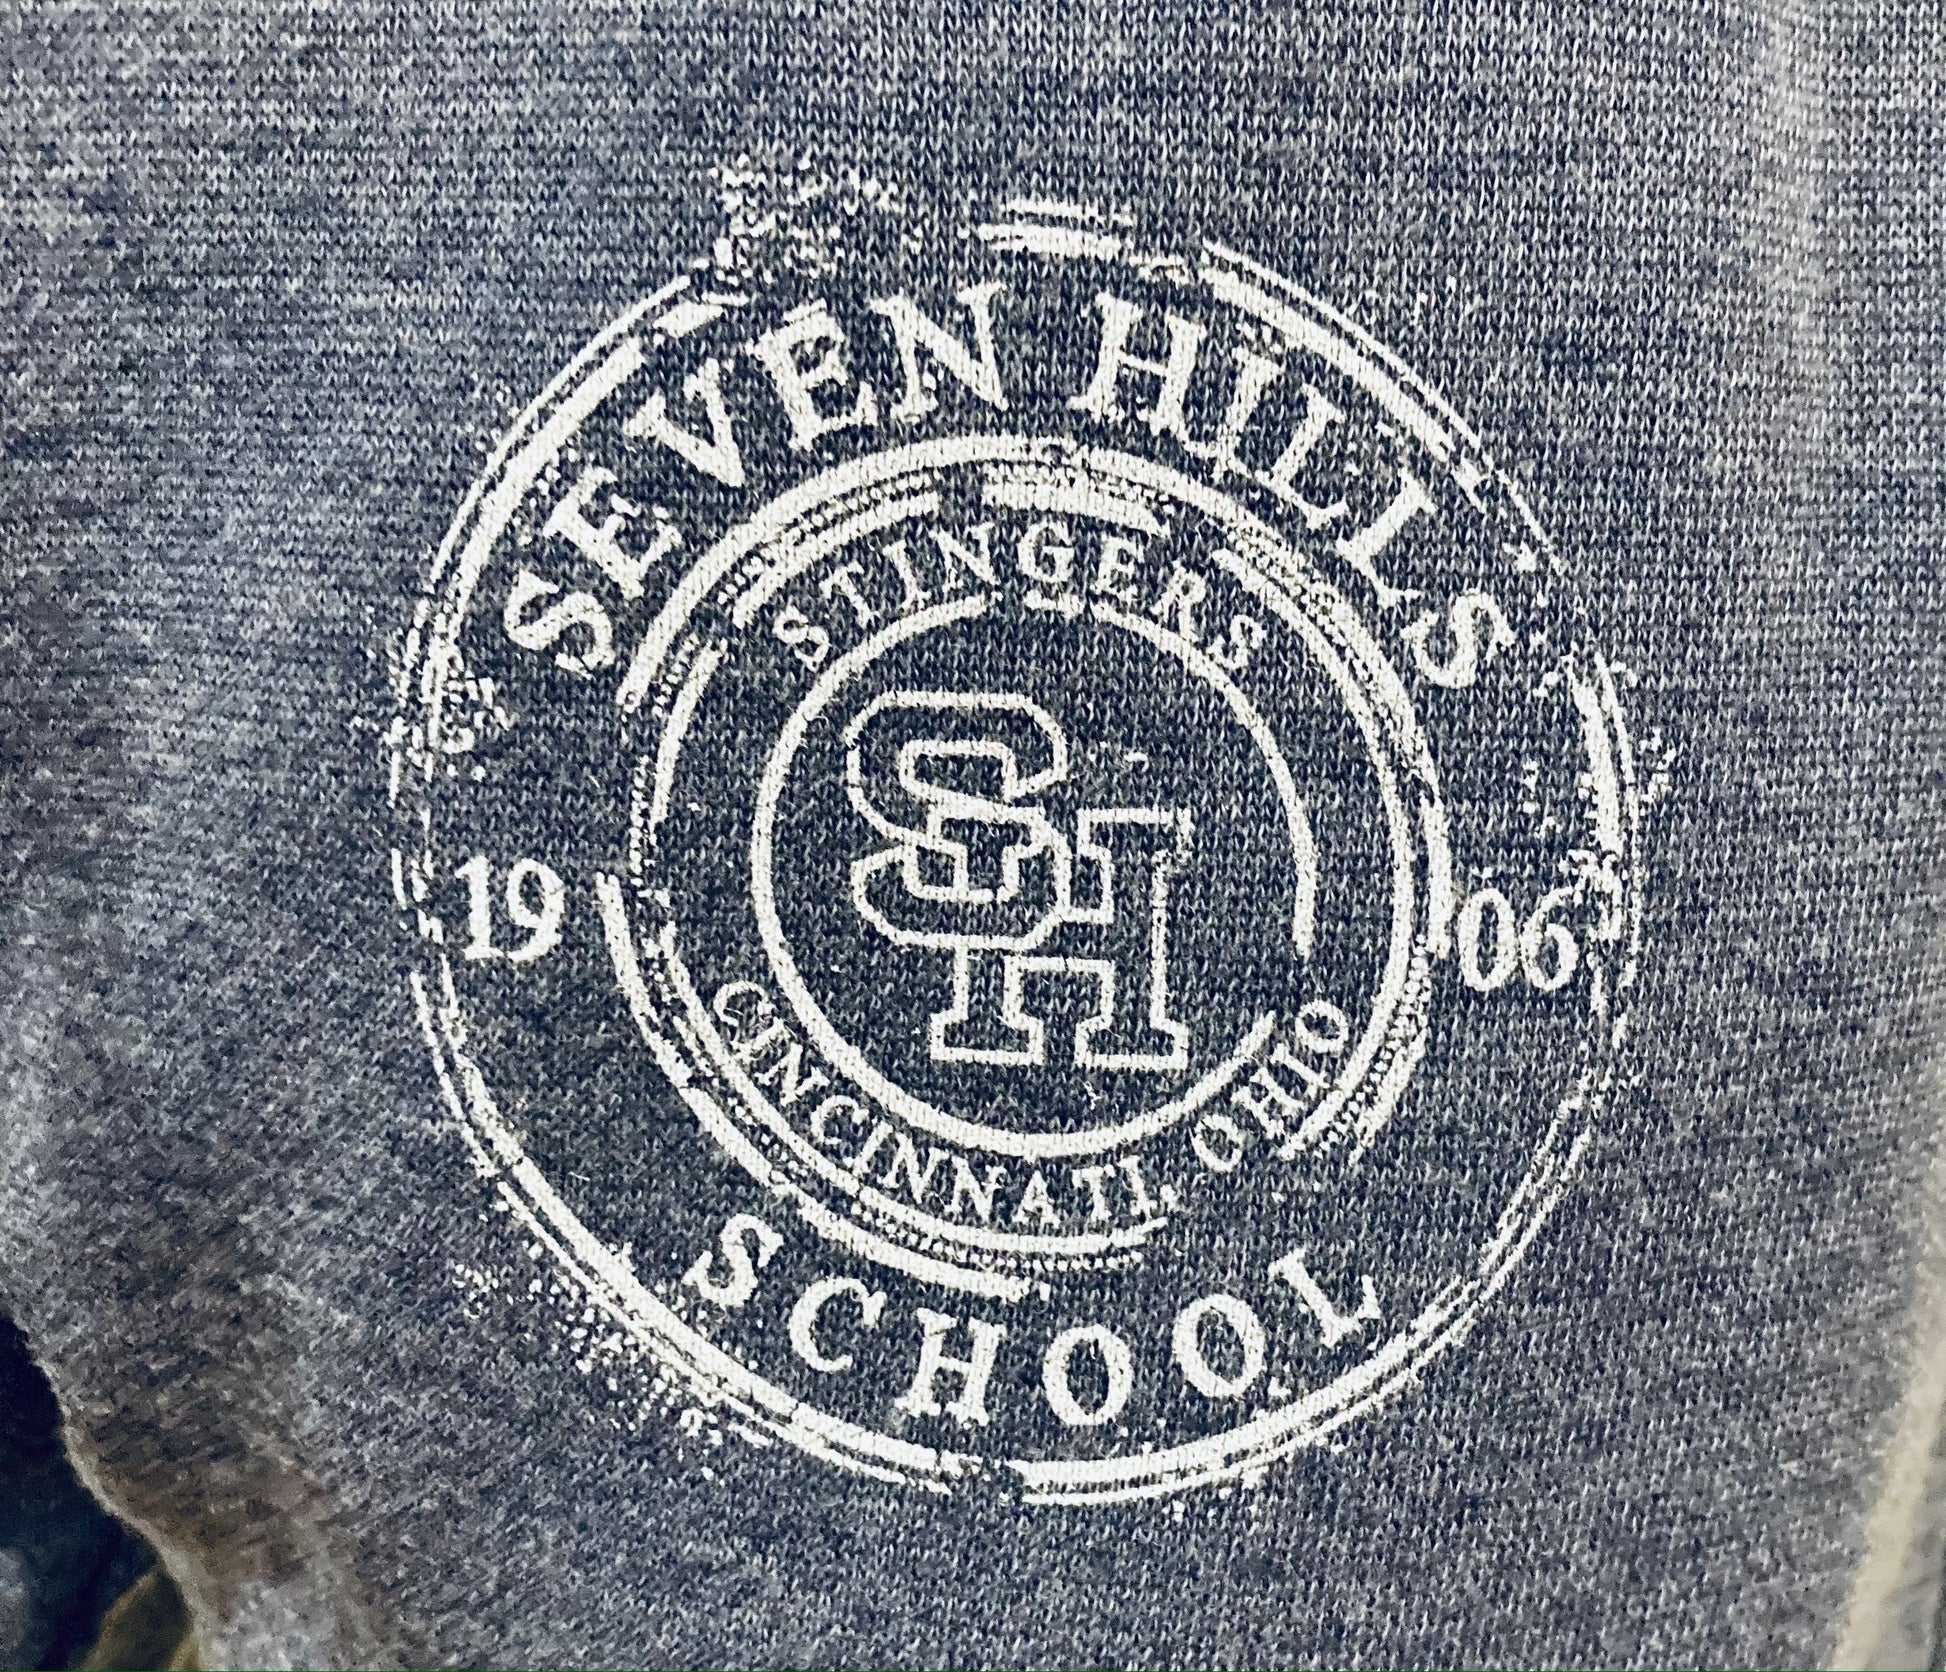 SEVEN HILLS
STINGERS
SH
19 06
CINCINNATI, OHIO
SCHOOL